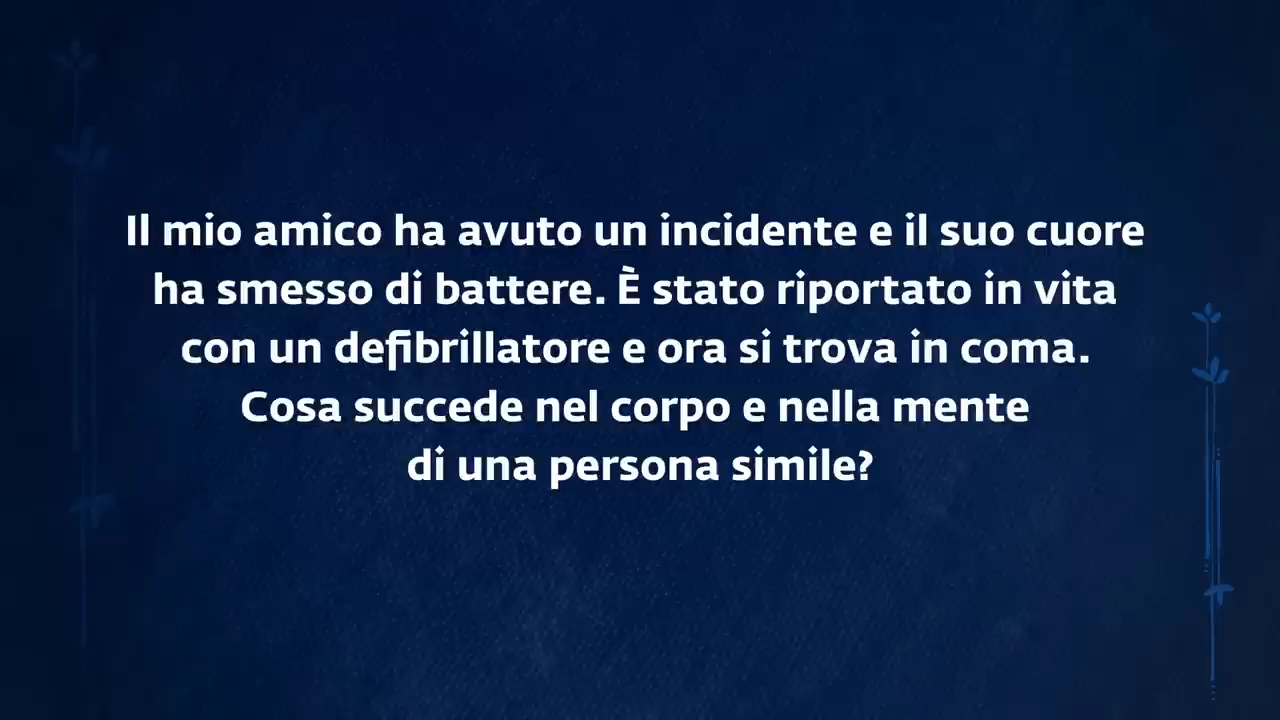 Il mio amico ha avuto un incidente e il suo cuore
ha smesso di battere. È stato riportato in vita
con un defibrillatore e ora si trova in coma.
Cosa succede nel corpo e nella mente
di una persona simile?